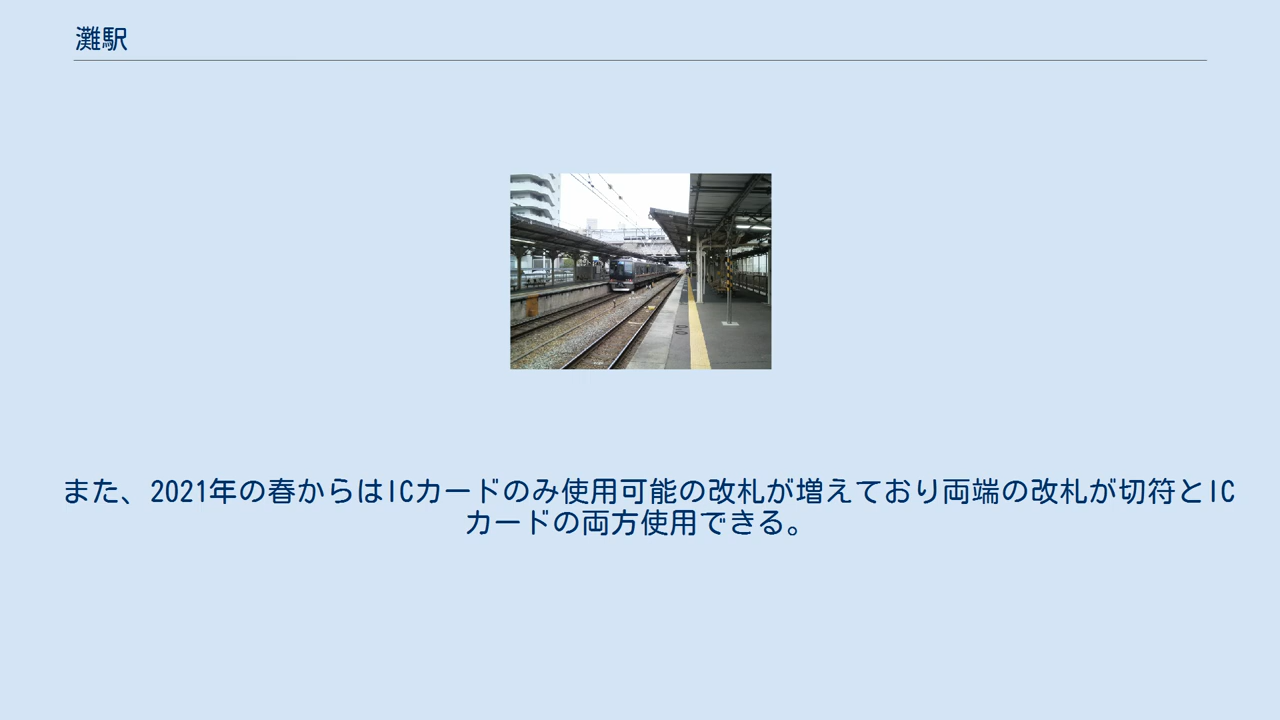 灘駅
また、2021年の春からはICカードのみ使用可能の改札が増えており両端の改札が切符とIC
カードの両方使用できる。